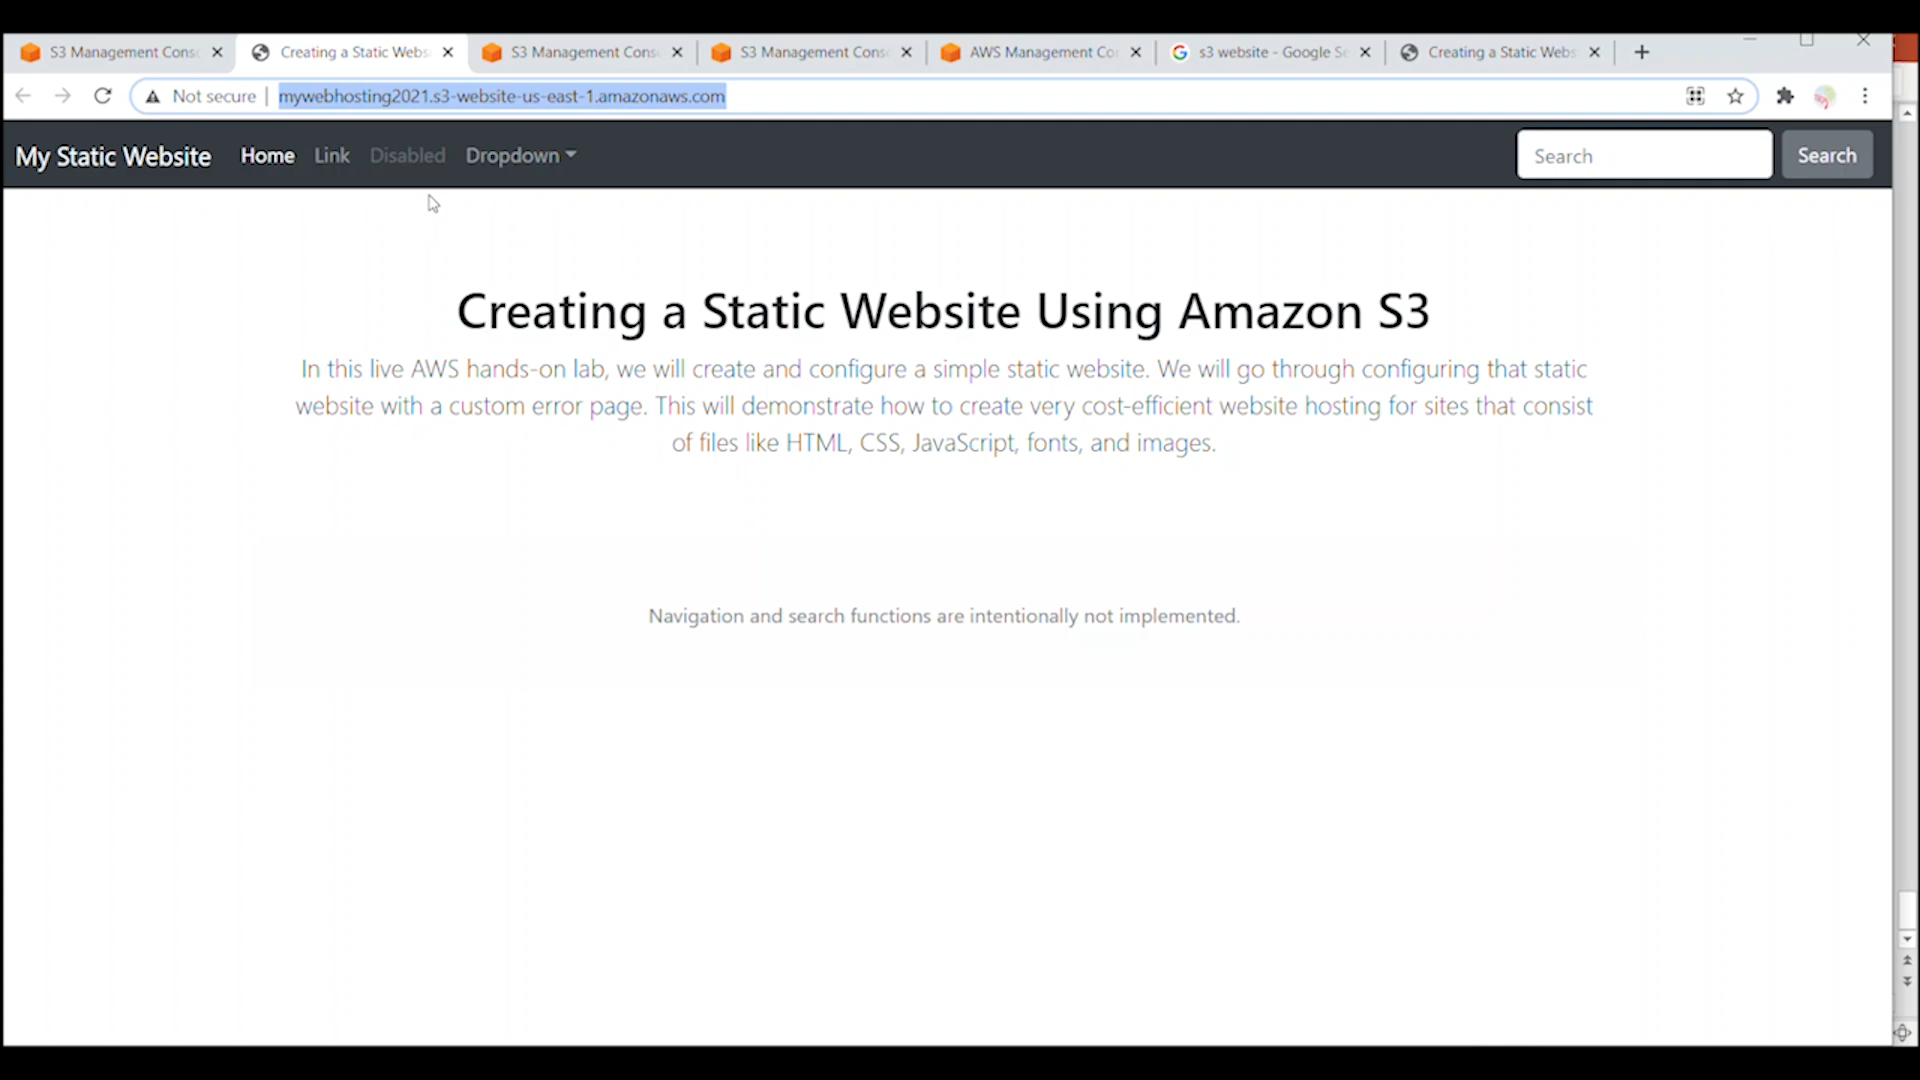 S3 Management Conso
Creating a Static Webs
S3 Management Conso
S3 Management Conso
AWS Management Co
s3 website - Google Se
Creating a Static Webs
Not secure
mywebhosting2021.s3-website-us-east-1.amazonaws.com
My Static Website
Home
Link
Disabled
Dropdown
Search
Search
Creating a Static Website Using Amazon S3
In this live AWS hands-on lab, we will create and configure a simple static website. We will go through configuring that static
website with a custom error page. This will demonstrate how to create very cost-efficient website hosting for sites that consist
of files like HTML, CSS, JavaScript, fonts, and images.
Navigation and search functions are intentionally not implemented.